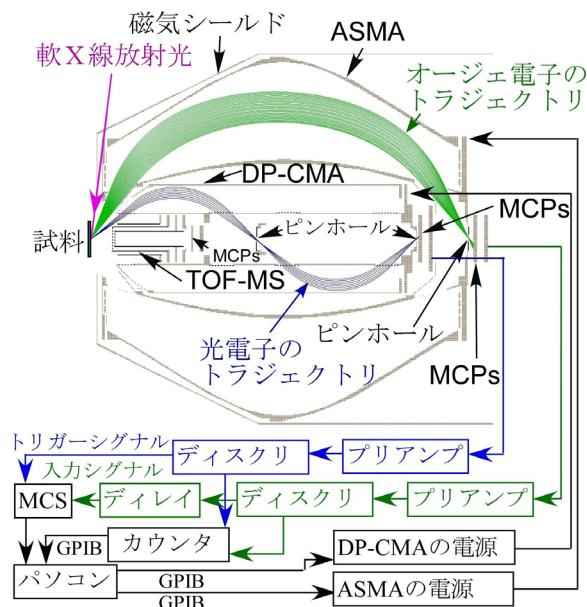 磁気シールド
ASMA
軟X線放射光
オージェ電子の
トラジェクトリ
DP-CMA
MCPs
試料
ピンホール
MCPs
TOF-MS
ピンホール
光電子の
トラジェクトリ
MCPs
トリガーシグナル
ディスクリ
プリアンプ
入力シグナル
MCS
ディレイ
ディスクリ
プリアンプ
GPIB
カウンタ
DP-CMAの電源
パソコン
GPIB
ASMAの電源
GPIB